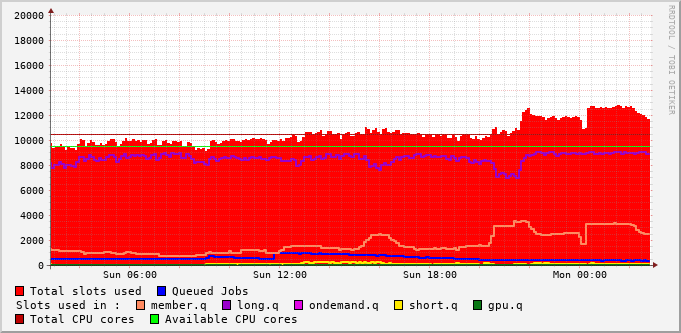 20000
18000
16000
14000
12000
10000
8000
6000
4000
2000
0
Sun 06:00 Sun 12:00 Sun 18:00 Mon 00:00
RRDTOOL / TOBI OETIKER
Total slots used Queued Jobs
Slots used in : member.q long.q ondemand.q short.q gpu.q
Total CPU cores Available CPU cores